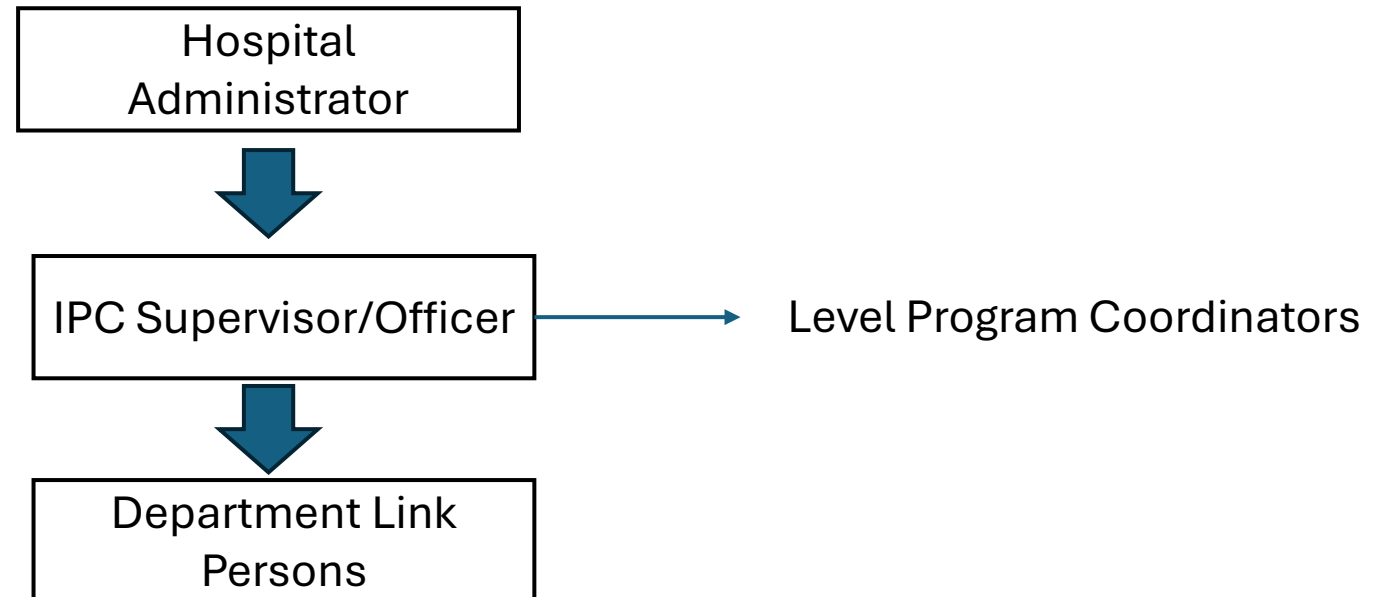 Hospital
Administrator
IPC Supervisor/Officer
Level Program Coordinators
Department Link
Persons